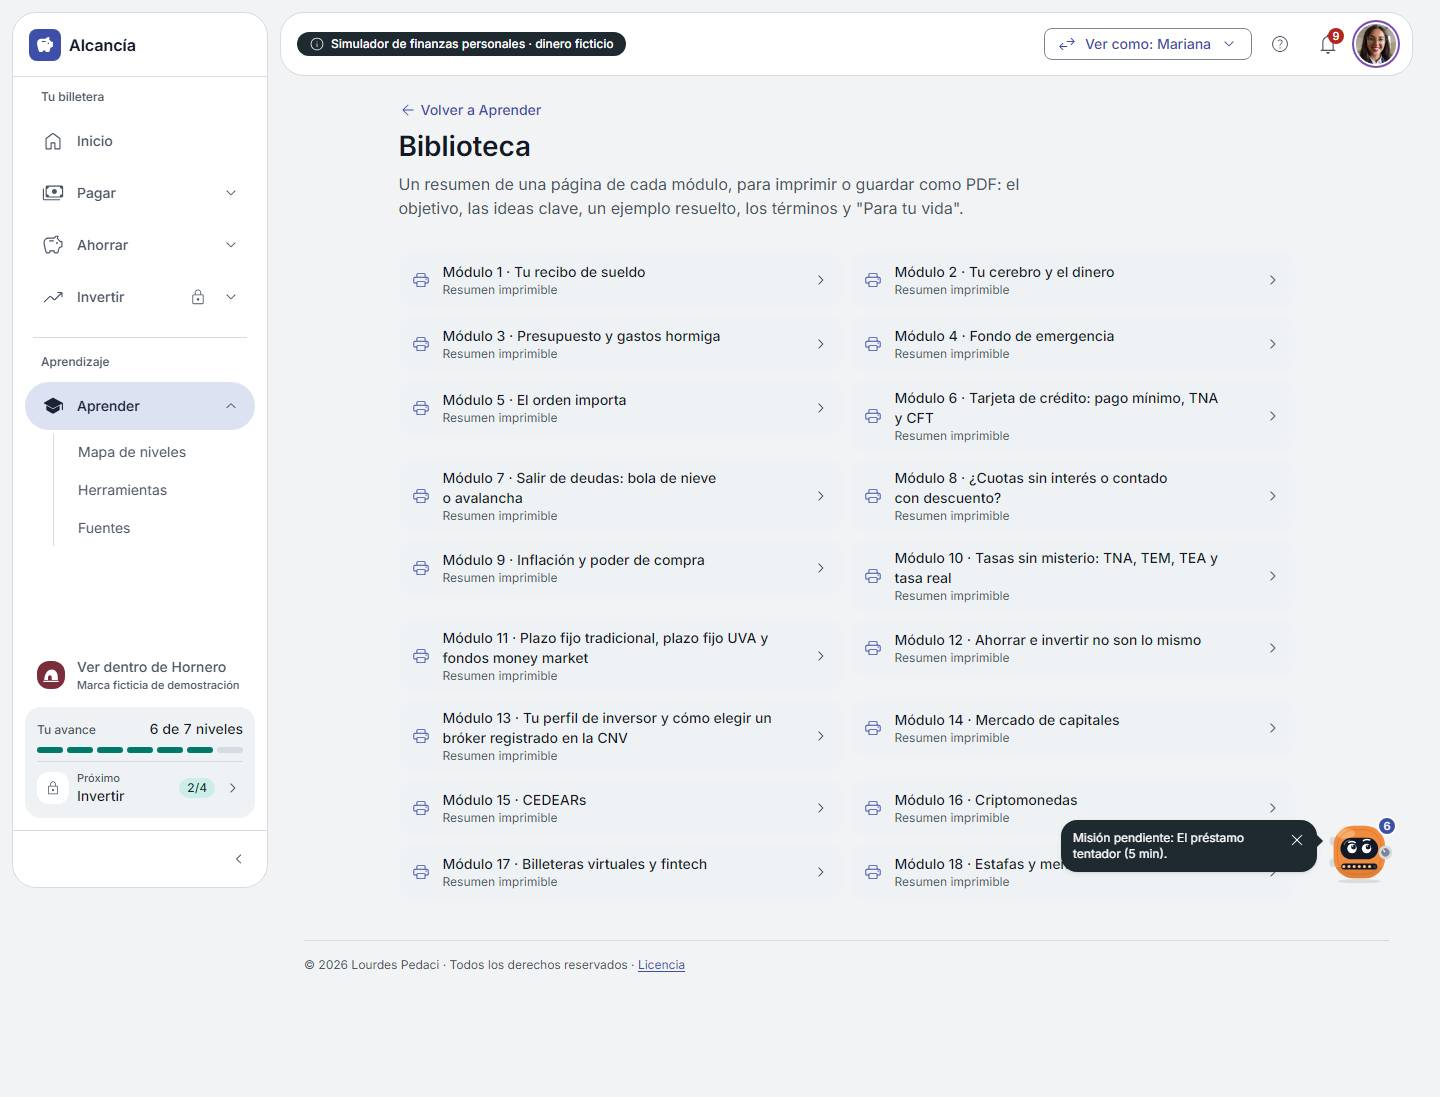 Alcancía
Tu billetera
Inicio
Pagar
Ahorrar
Invertir
Aprendizaje
Aprender
Mapa de niveles
Herramientas
Fuentes
Ver dentro de Hornero
Marca ficticia de demostración
Tu avance
6 de 7 niveles
Próximo
Invertir
2/4
Simulador de finanzas personales · dinero ficticio
Ver como: Mariana
9
Volver a Aprender
Biblioteca
Un resumen de una página de cada módulo, para imprimir o guardar como PDF: el
objetivo, las ideas clave, un ejemplo resuelto, los términos y "Para tu vida".
Módulo 1 · Tu recibo de sueldo
Resumen imprimible
Módulo 2 · Tu cerebro y el dinero
Resumen imprimible
Módulo 3 · Presupuesto y gastos hormiga
Resumen imprimible
Módulo 4 · Fondo de emergencia
Resumen imprimible
Módulo 5 · El orden importa
Resumen imprimible
Módulo 6 · Tarjeta de crédito: pago mínimo, TNA
y CFT
Resumen imprimible
Módulo 7 · Salir de deudas: bola de nieve
o avalancha
Resumen imprimible
Módulo 8 · ¿Cuotas sin interés o contado
con descuento?
Resumen imprimible
Módulo 9 · Inflación y poder de compra
Resumen imprimible
Módulo 10 · Tasas sin misterio: TNA, TEM, TEA y
tasa real
Resumen imprimible
Módulo 11 · Plazo fijo tradicional, plazo fijo UVA y
fondos money market
Resumen imprimible
Módulo 12 · Ahorrar e invertir no son lo mismo
Resumen imprimible
Módulo 13 · Tu perfil de inversor y cómo elegir un
bróker registrado en la CNV
Resumen imprimible
Módulo 14 · Mercado de capitales
Resumen imprimible
Módulo 15 · CEDEARs
Resumen imprimible
Módulo 16 · Criptomonedas
Resumen imprimible
Módulo 17 · Billeteras virtuales y fintech
Resumen imprimible
Módulo 18 · Estafas y
Resumen imprimible
Misión pendiente: El préstamo
tentador (5 min).
6
© 2026 Lourdes Pedaci · Todos los derechos reservados · Licencia